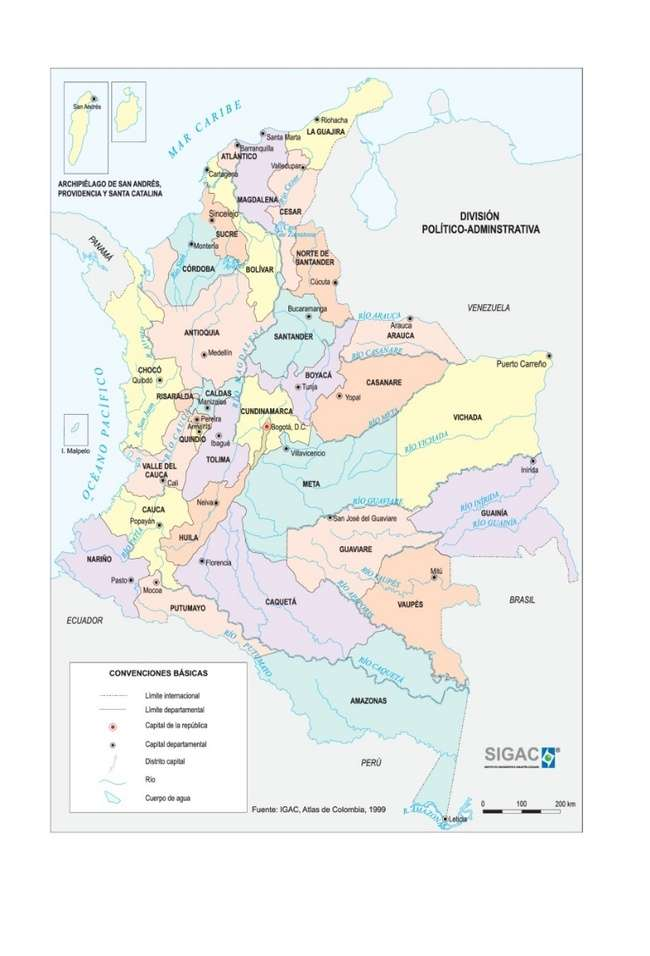 San Andrés
ARCHIPIÉLAGO DE SAN ANDRÉS,
PROVIDENCIA Y SANTA CATALINA
MAR CARIBE
DIVISIÓN
POLÍTICO-ADMINSTRATIVA
Riohacha
LA GUAJIRA
Santa Marta
Barranquilla
ATLÁNTICO
Valledupar
Cartagena
MAGDALENA
CESAR
Sincelejo
SUCRE
PANAMÁ
Montería
CÓRDOBA
BOLÍVAR
NORTE DE
SANTANDER
Cúcuta
VENEZUELA
Bucaramanga
RÍO ARAUCA
Arauca
ARAUCA
ANTIOQUIA
SANTANDER
RÍO MAGDALENA
Medellín
RÍO CASANARE
Puerto Carreño
CHOCÓ
Quibdó
BOYACÁ
Tunja
CASANARE
Yopal
OCÉANO PACÍFICO
RISARALDA
CALDAS
Manizales
CUNDINAMARCA
R. San Juan
Pereira
Armenia
QUINDÍO
Ibagué
Bogotá, D.C.
RÍO META
VICHADA
RÍO VICHADA
I. Malpelo
RÍO CAUCA
TOLIMA
Villavicencio
VALLE DEL
CAUCA
Cali
META
Inírida
RÍO INÍRIDA
CAUCA
Popayán
Neiva
RÍO GUAVIARE
San José del Guaviare
GUAINÍA
RÍO GUAINÍA
HUILA
GUAVIARE
NARIÑO
Florencia
Pasto
Mocoa
RÍO VAUPÉS
Mitú
VAUPÉS
BRASIL
PUTUMAYO
CAQUETÁ
ECUADOR
RÍO PUTUMAYO
RÍO CAQUETÁ
AMAZONAS
PERÚ
R. AMAZONAS
Leticia
CONVENCIONES BÁSICAS
Límite internacional
Límite departamental
Capital de la república
Capital departamental
Distrito capital
Río
Cuerpo de agua
SIGAC
Fuente: IGAC, Atlas de Colombia, 1999
0 100 200 km